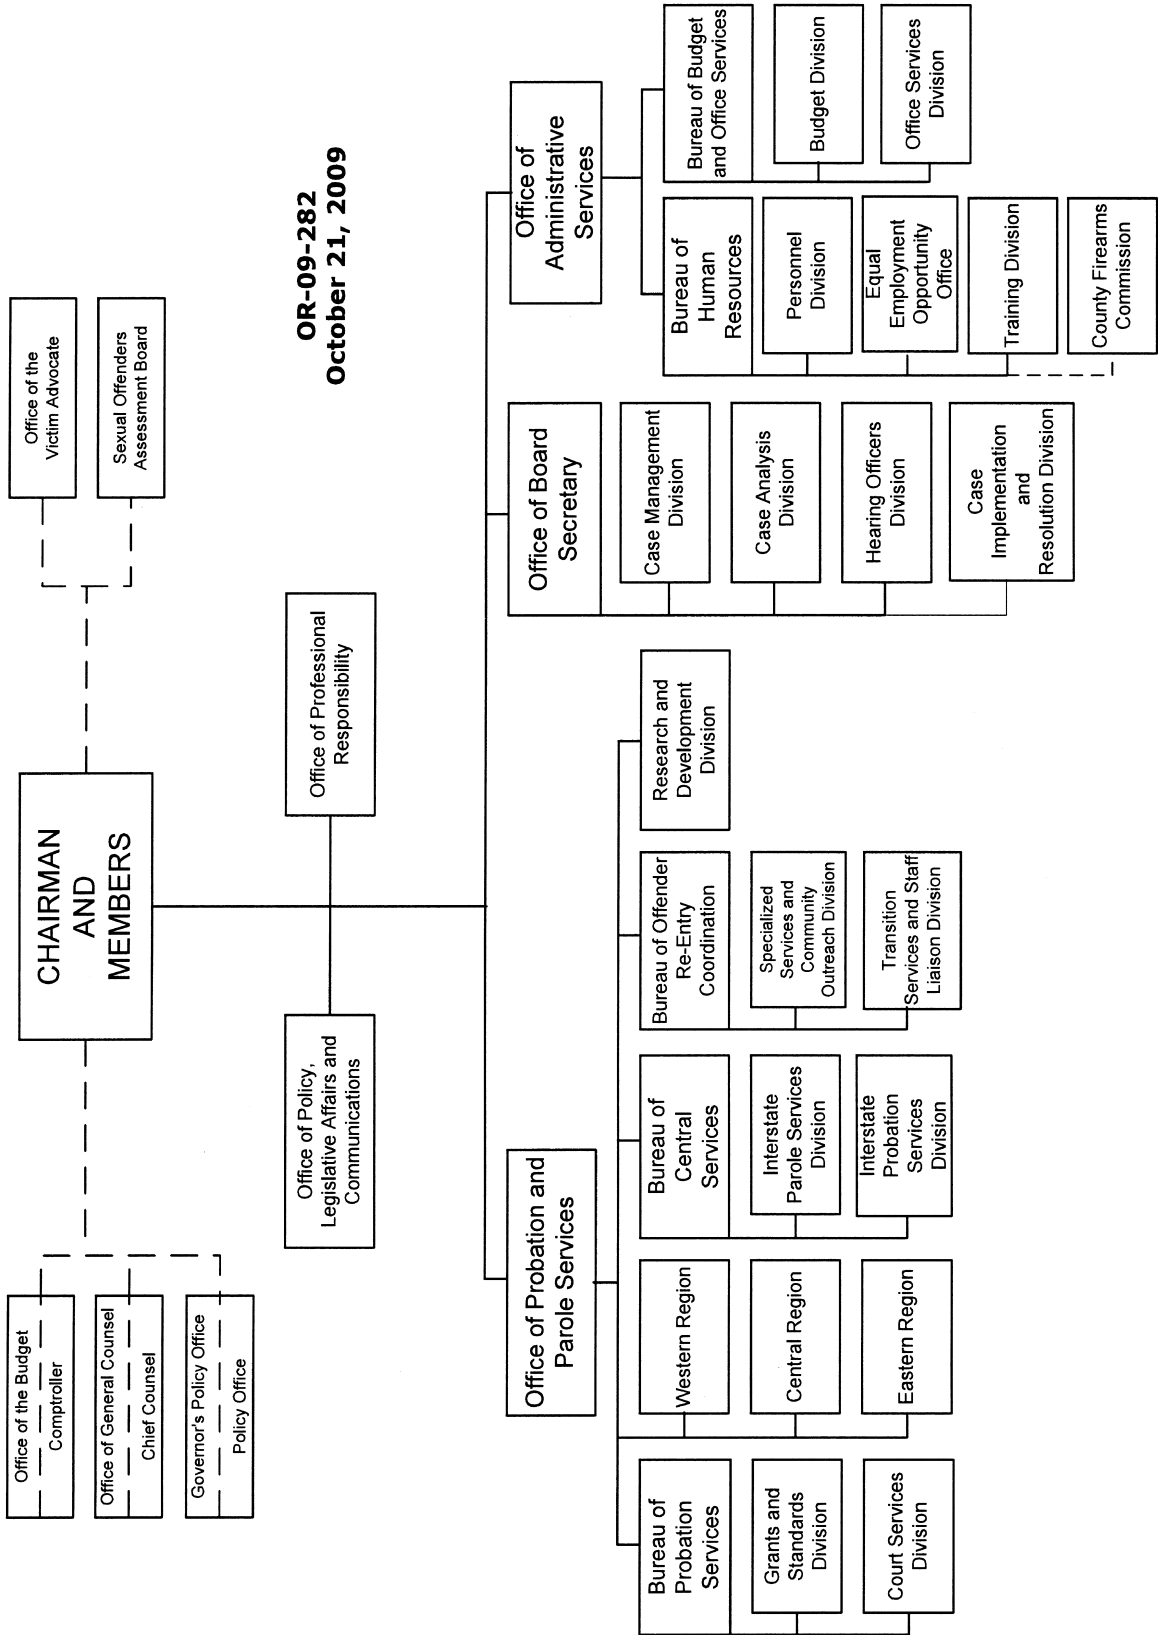 Office of the Budget
Comptroller
Office of General Counsel
Chief Counsel
Governor's Policy Office
Policy Office
CHAIRMAN
AND
MEMBERS
Office of the
Victim Advocate
Sexual Offenders
Assessment Board
OR-09-282
October 21, 2009
Office of Policy,
Legislative Affairs and
Communications
Office of Professional
Responsibility
Office of Probation and
Parole Services
Bureau of
Probation
Services
Grants and
Standards
Division
Court Services
Division
Western Region
Central Region
Eastern Region
Bureau of
Central
Services
Interstate
Parole Services
Division
Interstate
Probation
Services
Division
Bureau of Offender
Re-Entry
Coordination
Specialized
Services and
Community
Outreach Division
Transition
Services and Staff
Liaison Division
Research and
Development
Division
Office of Board
Secretary
Case Management
Division
Case Analysis
Division
Hearing Officers
Division
Case
Implementation
and
Resolution Division
Office of
Administrative
Services
Bureau of
Human
Resources
Personnel
Division
Equal
Employment
Opportunity
Office
Training Division
County Firearms
Commission
Bureau of Budget
and Office Services
Budget Division
Office Services
Division